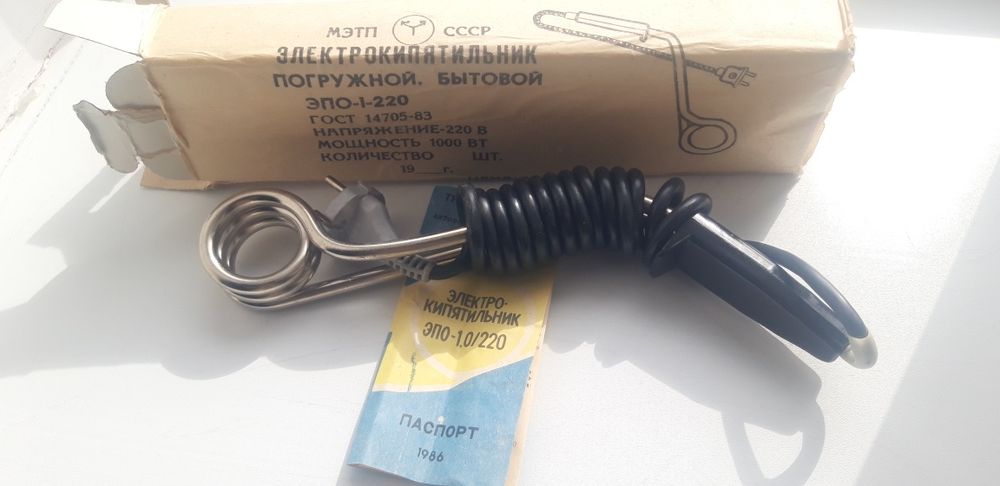 МЭТП СССР
ЭЛЕКТРОКИПЯТИЛЬНИК
ПОГРУЖНОЙ. БЫТОВОЙ
ЭПО-1-220
ГОСТ 14705-83
НАПРЯЖЕНИЕ-220 В
МОЩНОСТЬ 1000 ВТ
КОЛИЧЕСТВО ШТ.
19 г.
ЭЛЕКТРО-
КИПЯТИЛЬНИК
ЭПО-1,0/220
ПАСПОРТ
1986